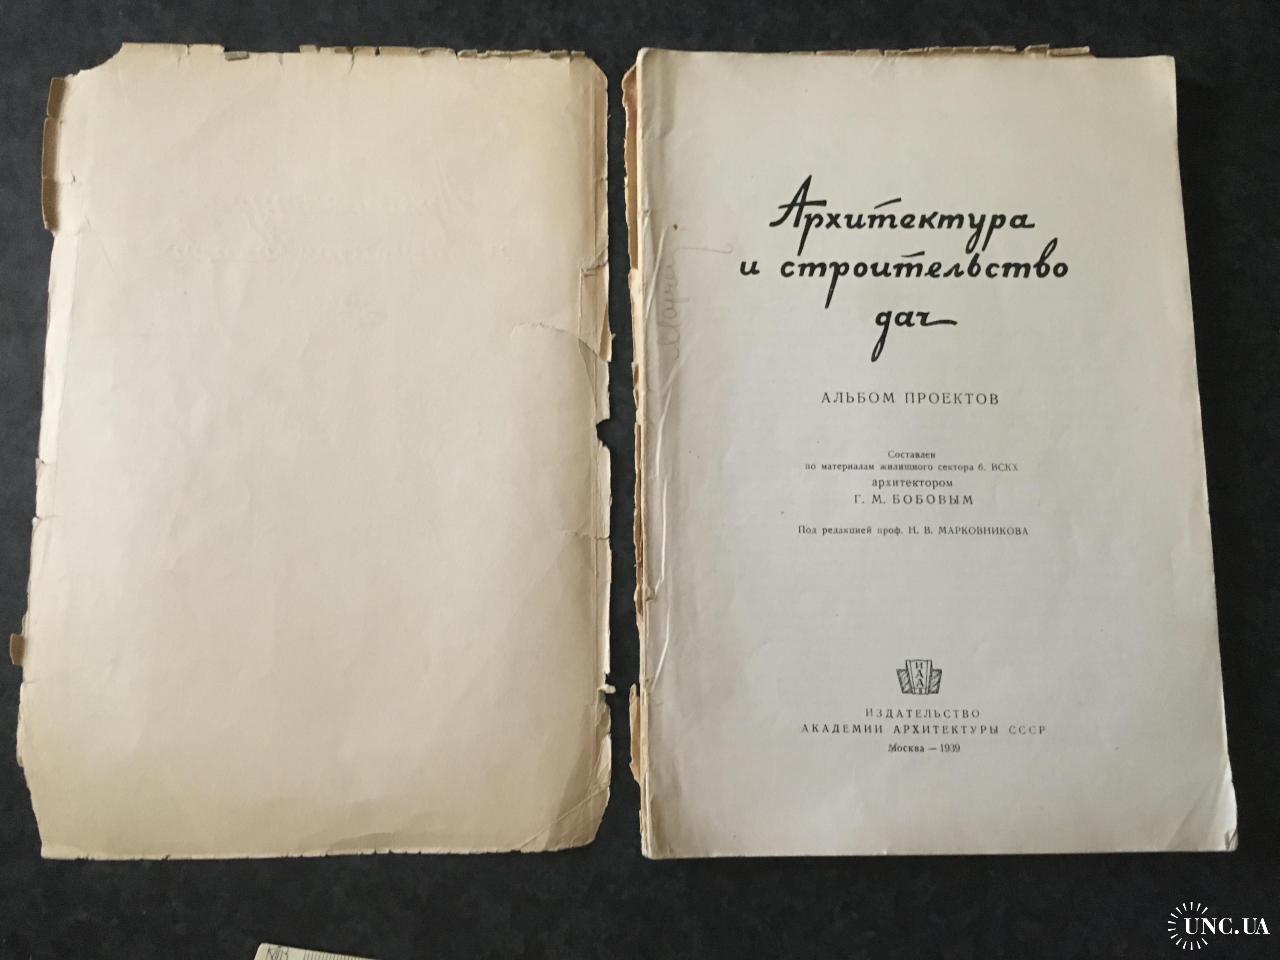 Архитектура
и строительство
дач
АЛЬБОМ ПРОЕКТОВ
Составлен
по материалам жилищного сектора б. ВСКХ
архитектором
Г. М. БОБОВЫМ
Под редакцией проф. Н. В. МАРКОВНИКОВА
ИЗДАТЕЛЬСТВО
АКАДЕМИИ АРХИТЕКТУРЫ СССР
Москва — 1939
UNC.UA